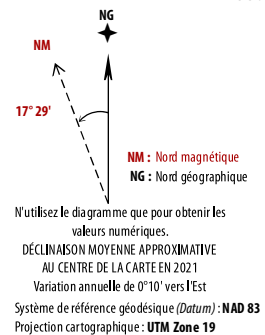 NG
NM
17° 29'
NM : Nord magnétique
NG : Nord géographique
N'utilisez le diagramme que pour obtenir les
valeurs numériques.
DÉCLINAISON MOYENNE APPROXIMATIVE
AU CENTRE DE LA CARTE EN 2021
Variation annuelle de 0°10' vers l'Est
Système de référence géodésique (Datum) : NAD 83
Projection cartographique : UTM Zone 19